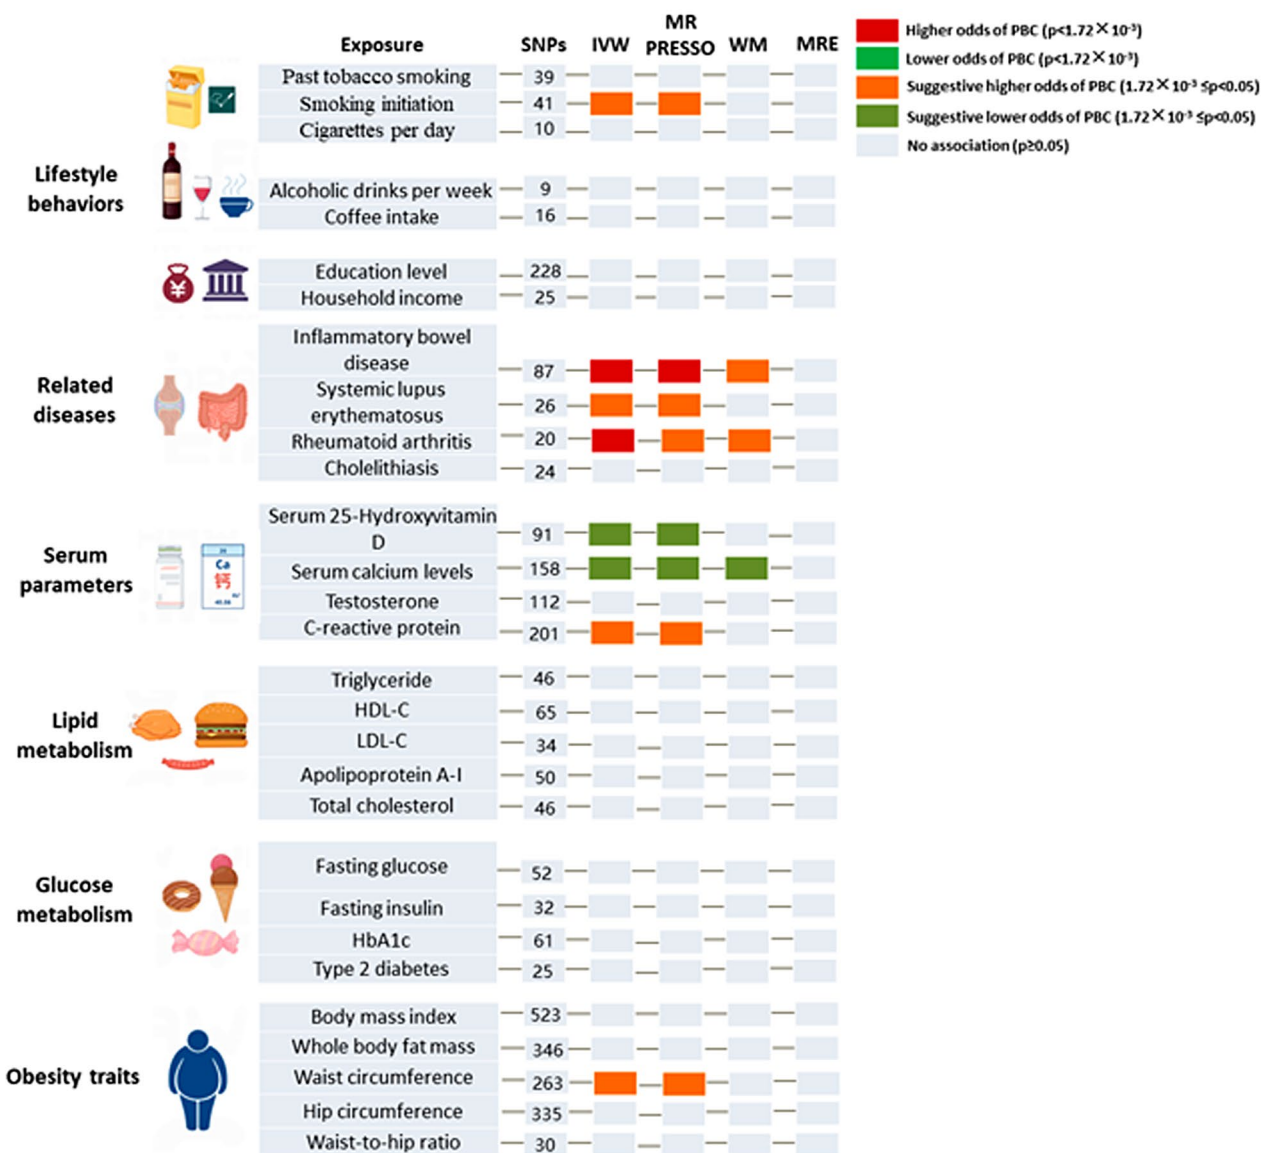 Exposure SNPs IVW MR PRESSO WM MRE
Higher odds of PBC (p<1.72×10⁻³)
Lower odds of PBC (p<1.72×10⁻³)
Suggestive higher odds of PBC (1.72×10⁻³ ≤p<0.05)
Suggestive lower odds of PBC (1.72×10⁻³ ≤p<0.05)
No association (p≥0.05)
Lifestyle
behaviors
Past tobacco smoking 39
Smoking initiation 41
Cigarettes per day 10
Alcoholic drinks per week 9
Coffee intake 16
¥
Education level 228
Household income 25
Related
diseases
Inflammatory bowel
disease 87
Systemic lupus
erythematosus 26
Rheumatoid arthritis 20
Cholelithiasis 24
Serum
parameters
Ca
钙
Serum 25-Hydroxyvitamin
D 91
Serum calcium levels 158
Testosterone 112
C-reactive protein 201
Lipid
metabolism
Triglyceride 46
HDL-C 65
LDL-C 34
Apolipoprotein A-I 50
Total cholesterol 46
Glucose
metabolism
Fasting glucose 52
Fasting insulin 32
HbA1c 61
Type 2 diabetes 25
Obesity traits
Body mass index 523
Whole body fat mass 346
Waist circumference 263
Hip circumference 335
Waist-to-hip ratio 30